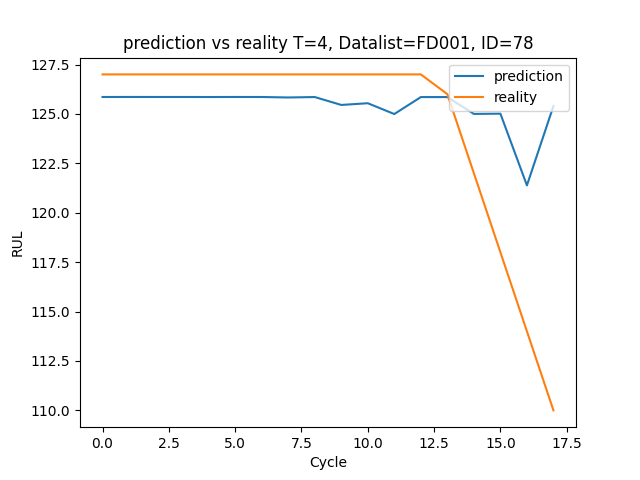 prediction vs reality T=4, Datalist=FD001, ID=78
prediction
reality
127.5
125.0
122.5
120.0
117.5
115.0
112.5
110.0
RUL
0.0 2.5 5.0 7.5 10.0 12.5 15.0 17.5
Cycle